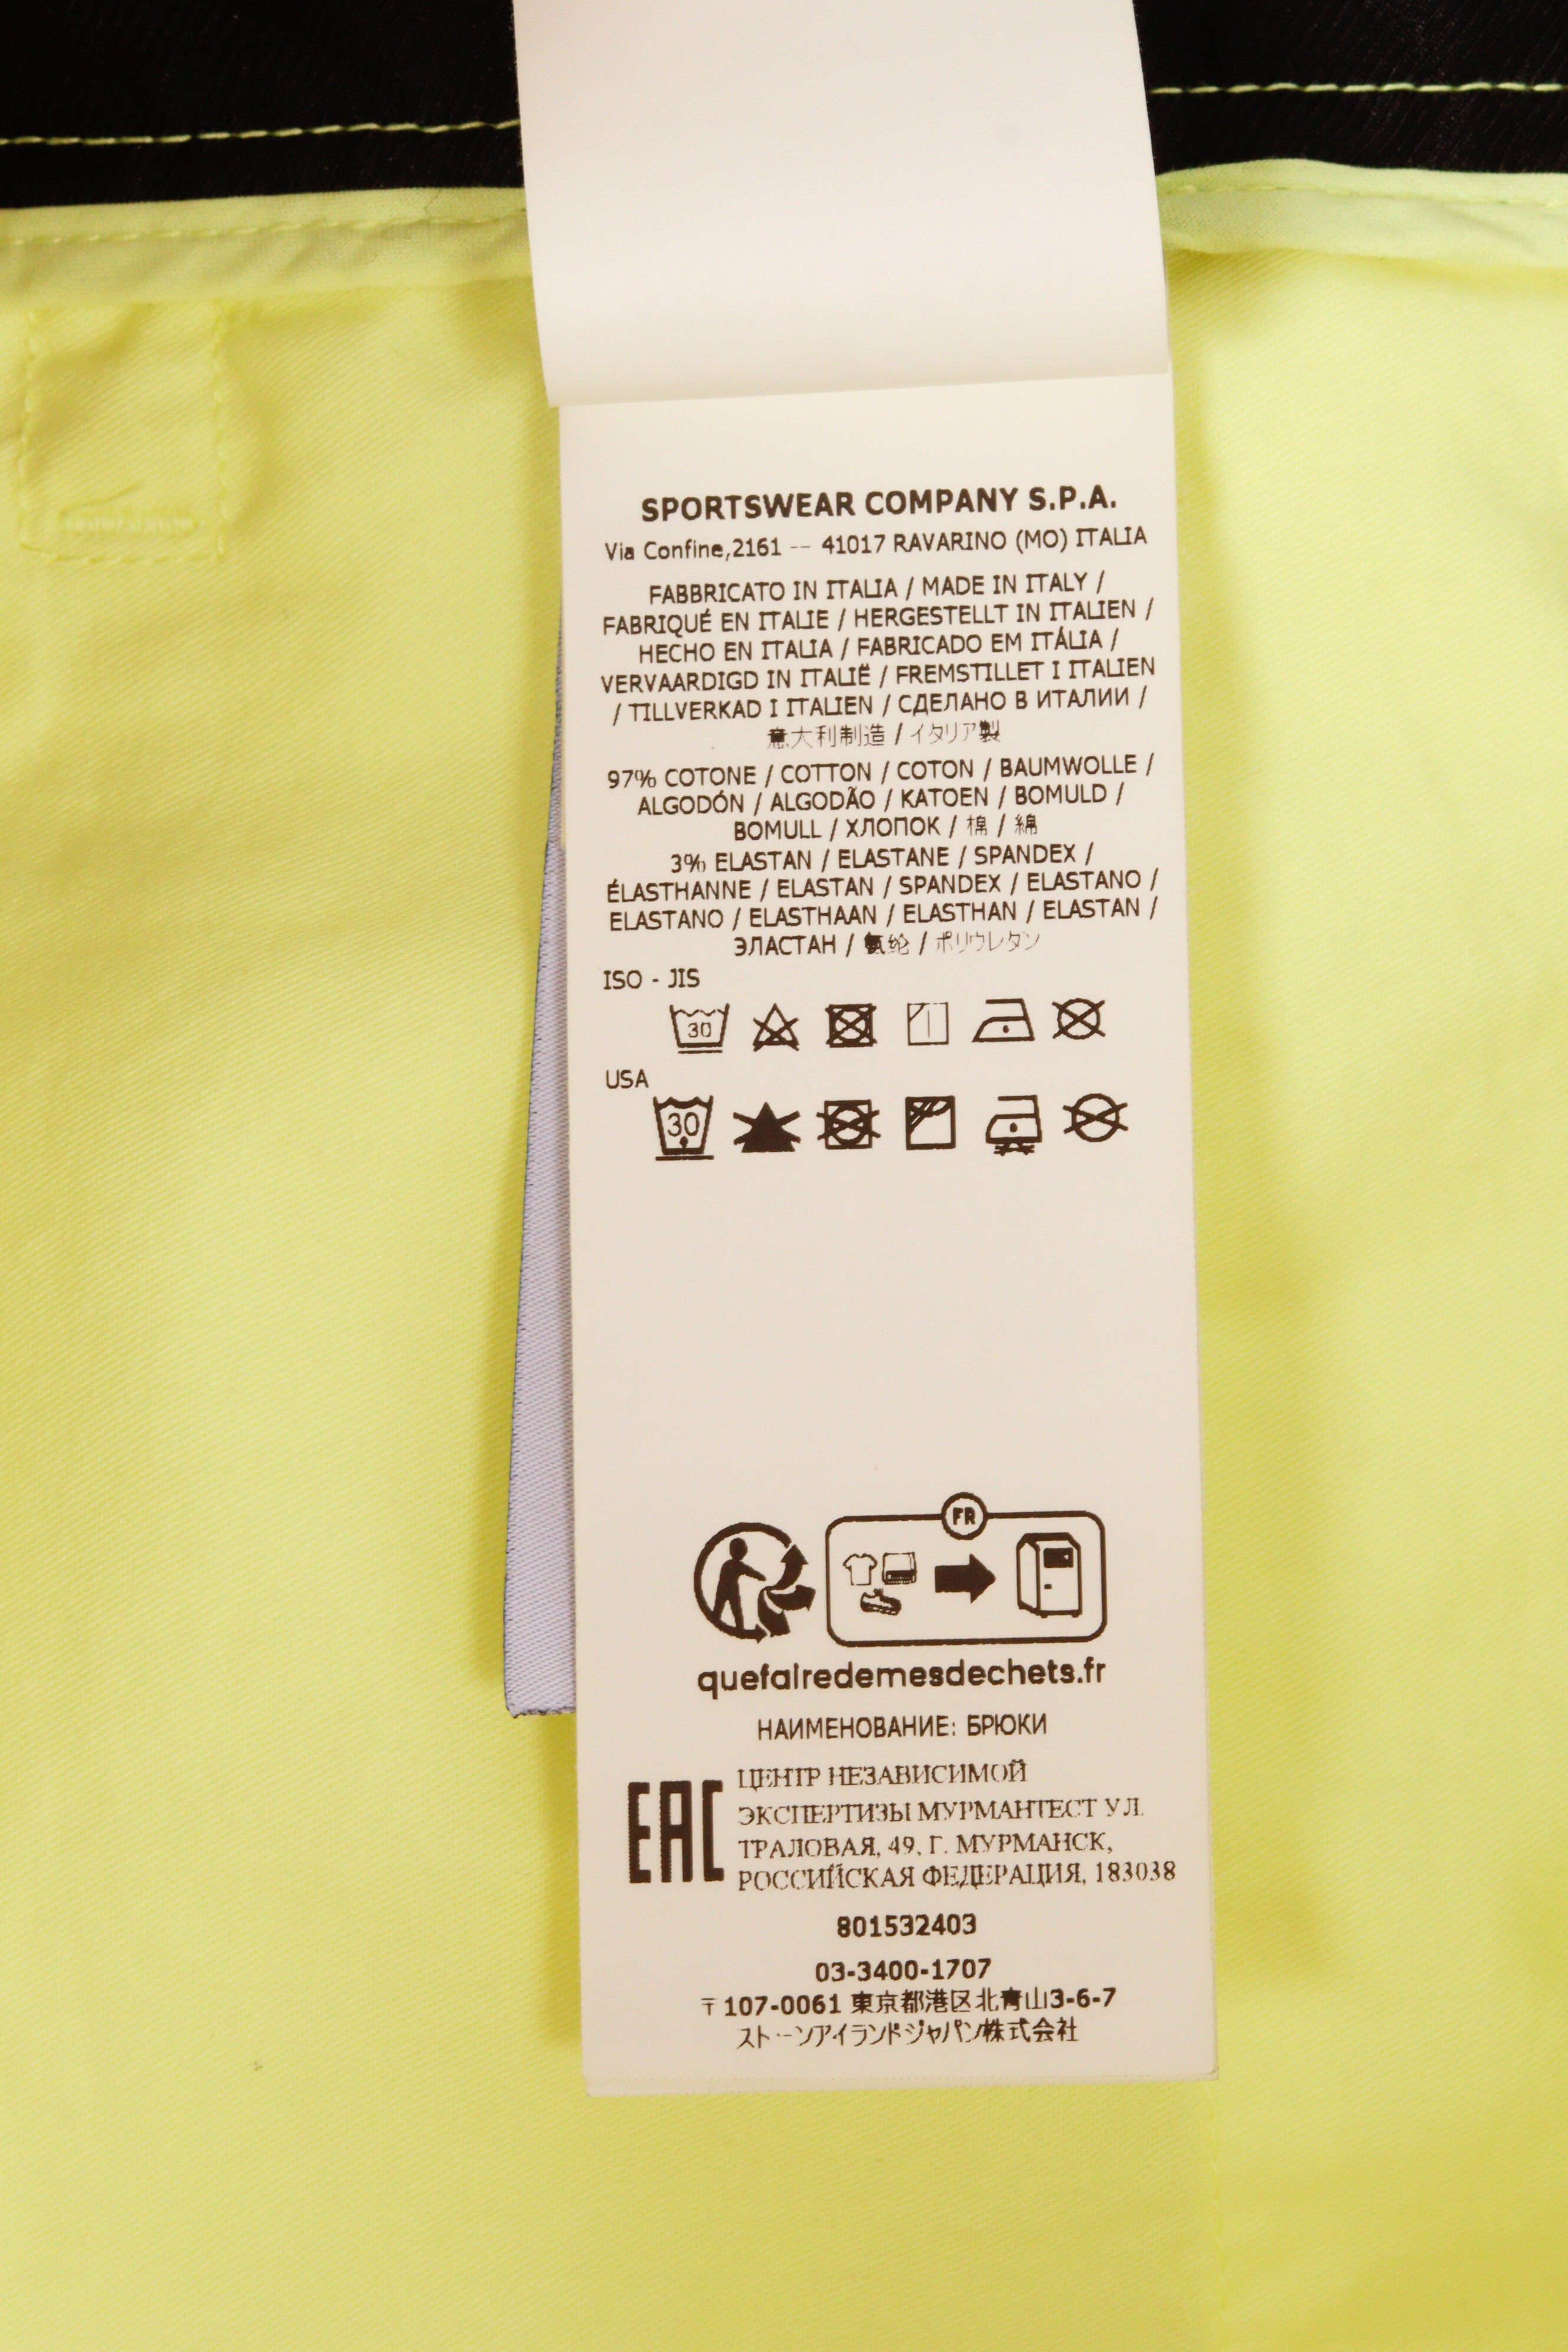 SPORTSWEAR COMPANY S.P.A.
Via Confine,2161 -- 41017 RAVARINO (MO) ITALIA
FABBRICATO IN ITALIA / MADE IN ITALY /
FABRIQUÉ EN ITALIE / HERGESTELLT IN ITALIEN /
HECHO EN ITALIA / FABRICADO EM ITÁLIA /
VERVAARDIGD IN ITALIË / FREMSTILLET I ITALIEN
/ TILLVERKAD I ITALIEN / СДЕЛАНО В ИТАЛИИ /
意大利制造 / イタリア製
97% COTONE / COTTON / COTON / BAUMWOLLE /
ALGODÓN / ALGODÃO / KATOEN / BOMULD /
BOMULL / ХЛОПОК / 棉 / 綿
3% ELASTAN / ELASTANE / SPANDEX /
ÉLASTHANNE / ELASTAN / SPANDEX / ELASTANO /
ELASTANO / ELASTHAAN / ELASTHAN / ELASTAN /
ЭЛАСТАН / 氨纶 / ポリウレタン
ISO - JIS
30
USA
30
FR
quefairedemesdechets.fr
НАИМЕНОВАНИЕ: БРЮКИ
EAC
ЦЕНТР НЕЗАВИСИМОЙ
ЭКСПЕРТИЗЫ МУРМАНТЕСТ УЛ.
ТРАЛОВАЯ, 49, Г. МУРМАНСК,
РОССИЙСКАЯ ФЕДЕРАЦИЯ, 183038
801532403
03-3400-1707
〒107-0061 東京都港区北青山3-6-7
ストーンアイランドジャパン株式会社